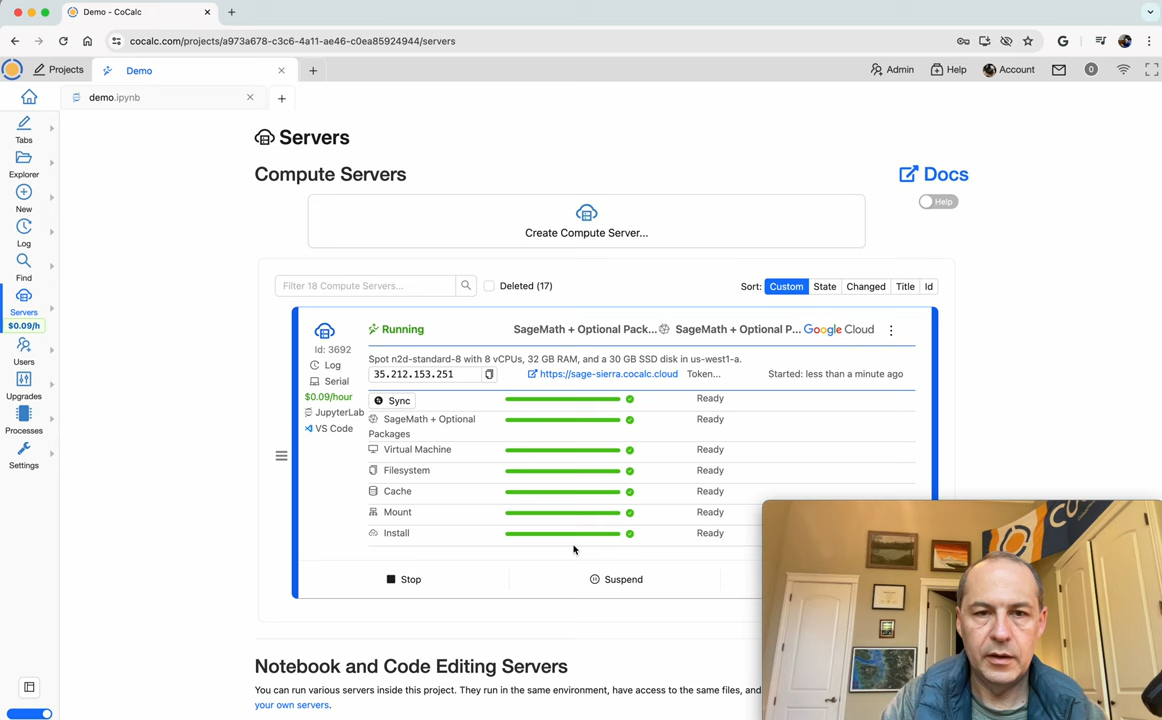 Demo - CoCalc
cocalc.com/projects/a973a678-c3c6-4a11-ae46-c0ea85924944/servers
Projects
Demo
Admin
Help
Account
0
demo.ipynb
Tabs
Explorer
New
Log
Find
Servers
$0.09/h
Users
Upgrades
Processes
Settings
Servers
Compute Servers
Docs
Help
Create Compute Server...
Filter 18 Compute Servers...
Deleted (17)
Sort:
Custom
State
Changed
Title
Id
Id: 3692
Log
Serial
$0.09/hour
JupyterLab
VS Code
Running
SageMath + Optional Pack...
SageMath + Optional P...
Google Cloud
Spot n2d-standard-8 with 8 vCPUs, 32 GB RAM, and a 30 GB SSD disk in us-west1-a.
35.212.153.251
https://sage-sierra.cocalc.cloud
Token...
Started: less than a minute ago
Sync
Ready
SageMath + Optional
Packages
Ready
Virtual Machine
Ready
Filesystem
Ready
Cache
Ready
Mount
Ready
Install
Ready
Stop
Suspend
Notebook and Code Editing Servers
You can run various servers inside this project. They run in the same environment, have access to the same files, and
your own servers.